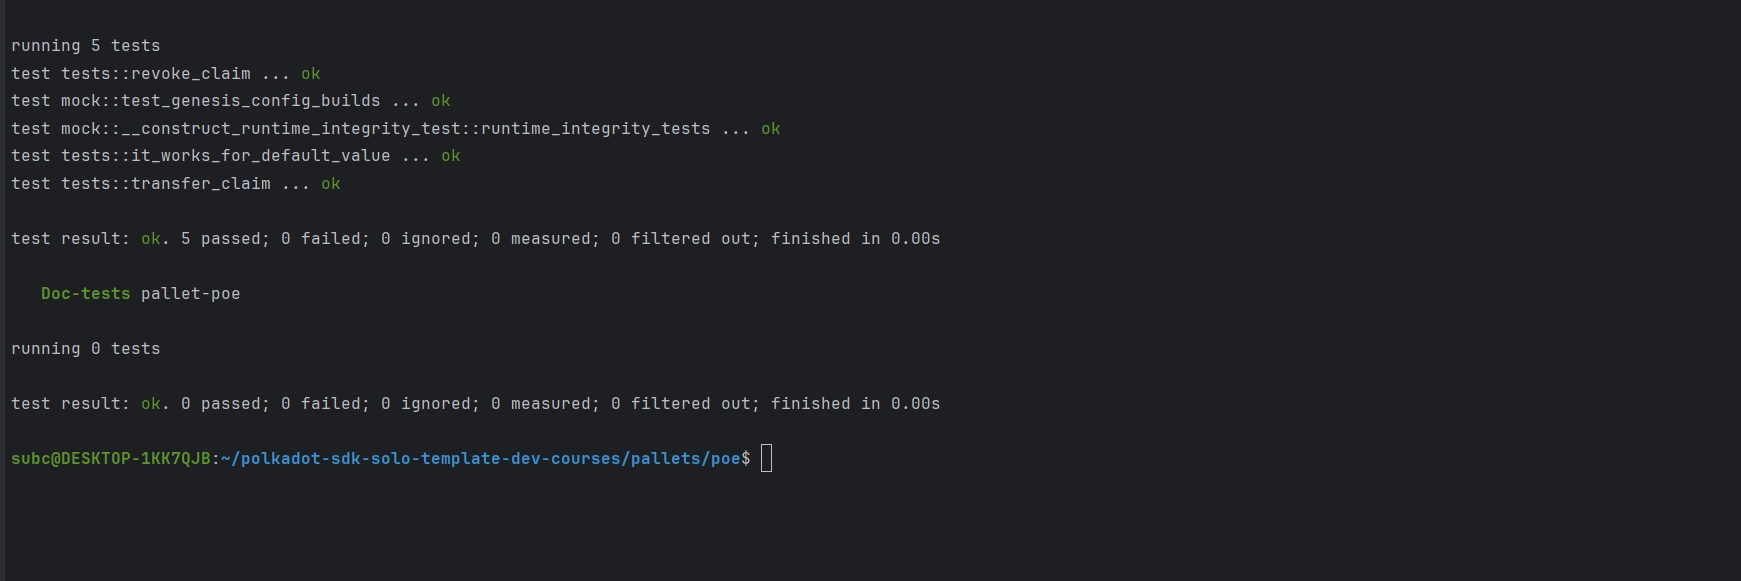 running 5 tests
test tests::revoke_claim ... ok
test mock::test_genesis_config_builds ... ok
test mock::__construct_runtime_integrity_test::runtime_integrity_tests ... ok
test tests::it_works_for_default_value ... ok
test tests::transfer_claim ... ok
test result: ok. 5 passed; 0 failed; 0 ignored; 0 measured; 0 filtered out; finished in 0.00s
Doc-tests pallet-poe
running 0 tests
test result: ok. 0 passed; 0 failed; 0 ignored; 0 measured; 0 filtered out; finished in 0.00s
subc@DESKTOP-1KK7QJB:~/polkadot-sdk-solo-template-dev-courses/pallets/poe$